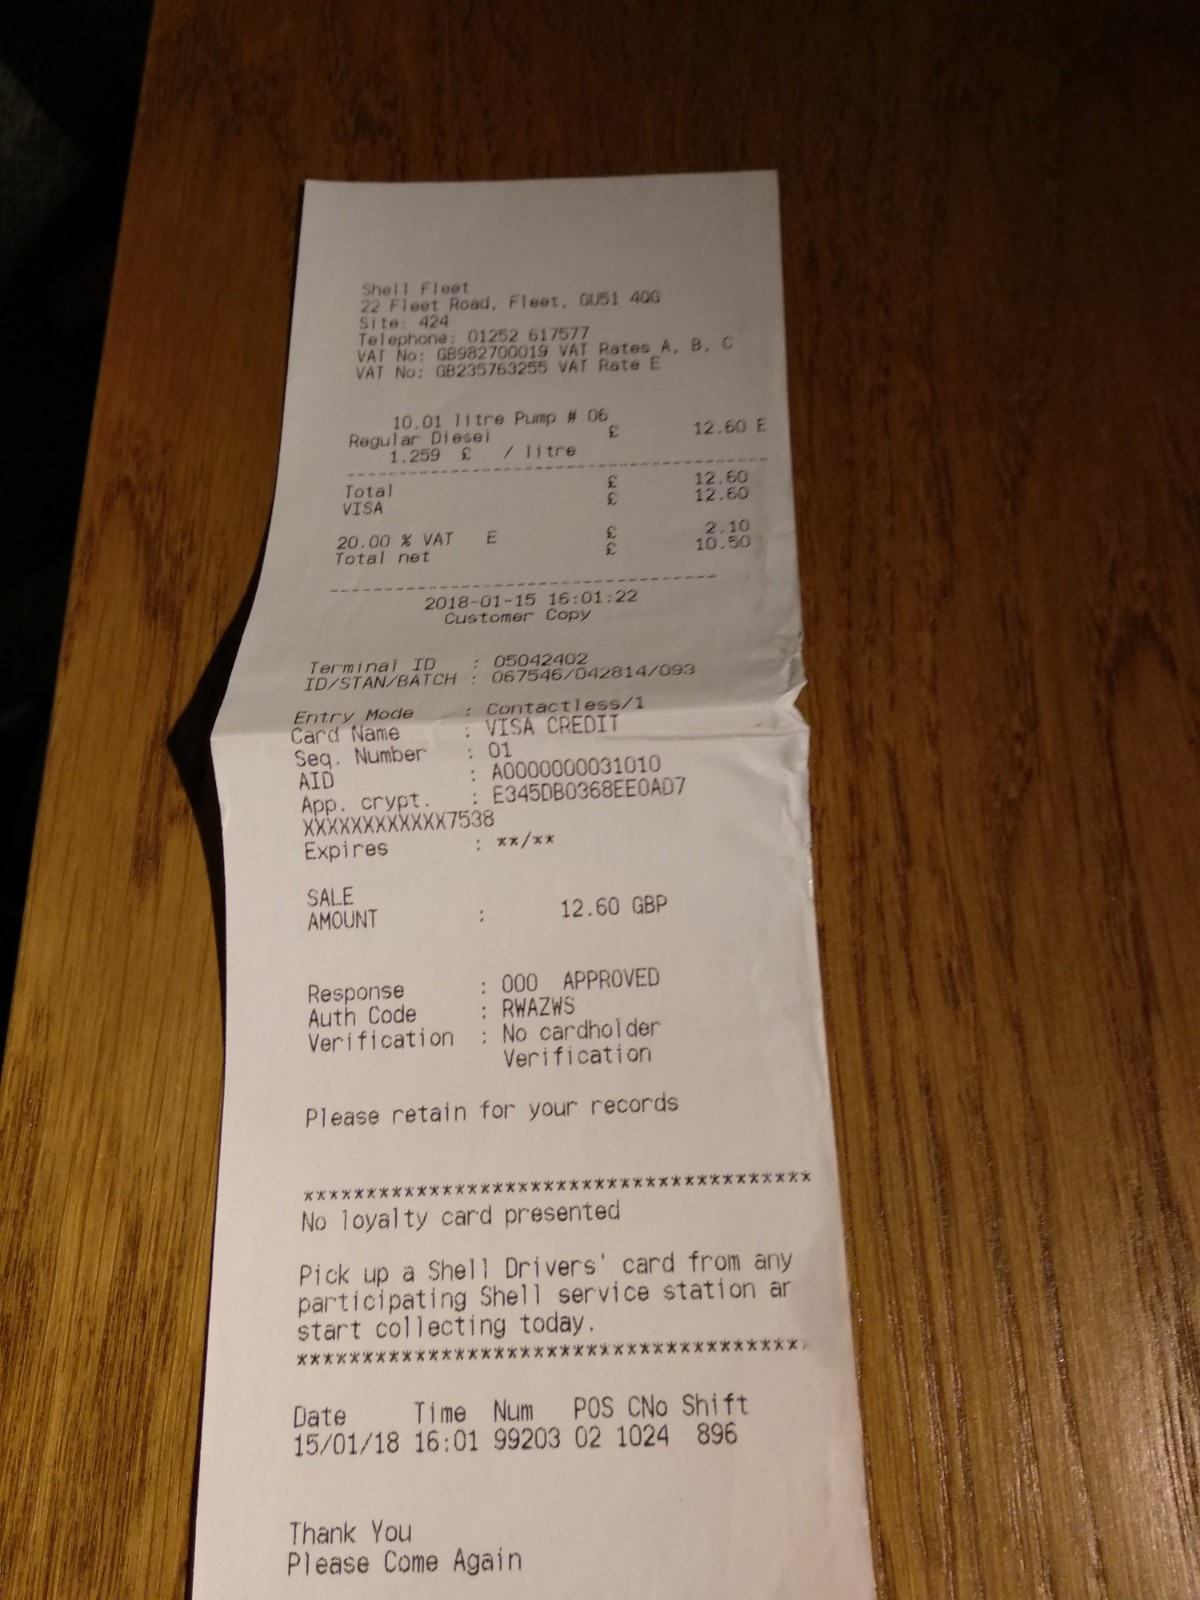 Shell Fleet
22 Fleet Road, Fleet, GU51 4QG
Site: 424
Telephone: 01252 617577
VAT No: GB982700019 VAT Rates A, B, C
VAT No: GB235763255 VAT Rate E
10.01 litre Pump # 06
Regular Diesel £ 12.60 E
1.259 £ / litre
Total £ 12.60
VISA £ 12.60
20.00 % VAT E £ 2.10
Total net £ 10.50
2018-01-15 16:01:22
Customer Copy
Terminal ID : 05042402
ID/STAN/BATCH : 067546/042814/093
Entry Mode : Contactless/1
Card Name : VISA CREDIT
Seq. Number : 01
AID : A0000000031010
App. crypt. : E345DB0368EE0AD7
XXXXXXXXXXXX7538
Expires : **/**
SALE
AMOUNT : 12.60 GBP
Response : 000 APPROVED
Auth Code : RWAZWS
Verification : No cardholder
Verification
Please retain for your records
***************************************
No loyalty card presented
Pick up a Shell Drivers' card from any
participating Shell service station ar
start collecting today.
***************************************
Date Time Num POS CNo Shift
15/01/18 16:01 99203 02 1024 896
Thank You
Please Come Again